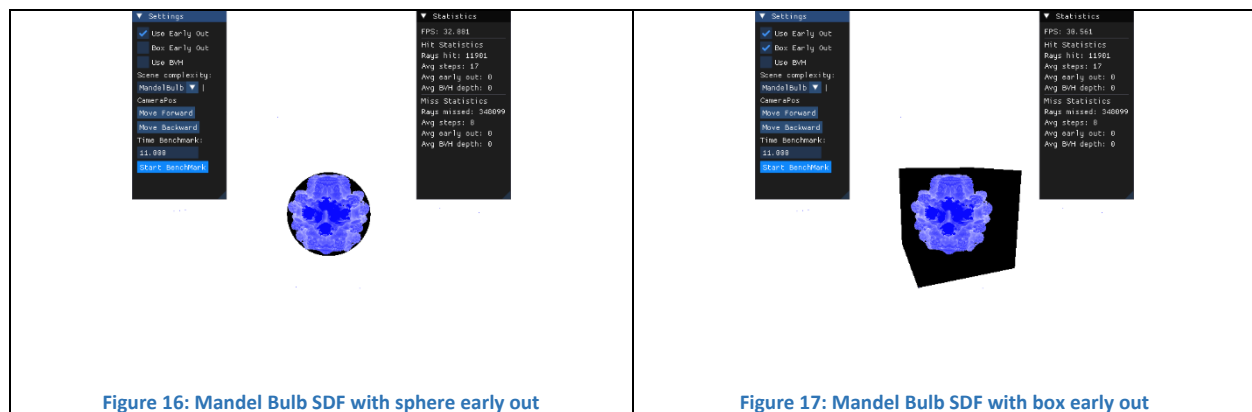 ▼ Settings
Use Early Out
Box Early Out
Use BVH
Scene complexity:
MandelBulb ▼ |
CameraPos
Move Forward
Move Backward
Time Benchmark:
11.000
Start BenchMark
▼ Statistics
FPS: 32.881
Hit Statistics
Rays hit: 11901
Avg steps: 17
Avg early out: 0
Avg BVH depth: 0
Miss Statistics
Rays missed: 348099
Avg steps: 8
Avg early out: 0
Avg BVH depth: 0
Figure 16: Mandel Bulb SDF with sphere early out
▼ Settings
Use Early Out
Box Early Out
Use BVH
Scene complexity:
MandelBulb ▼ |
CameraPos
Move Forward
Move Backward
Time Benchmark:
11.000
Start BenchMark
▼ Statistics
FPS: 30.561
Hit Statistics
Rays hit: 11901
Avg steps: 17
Avg early out: 0
Avg BVH depth: 0
Miss Statistics
Rays missed: 348099
Avg steps: 8
Avg early out: 0
Avg BVH depth: 0
Figure 17: Mandel Bulb SDF with box early out